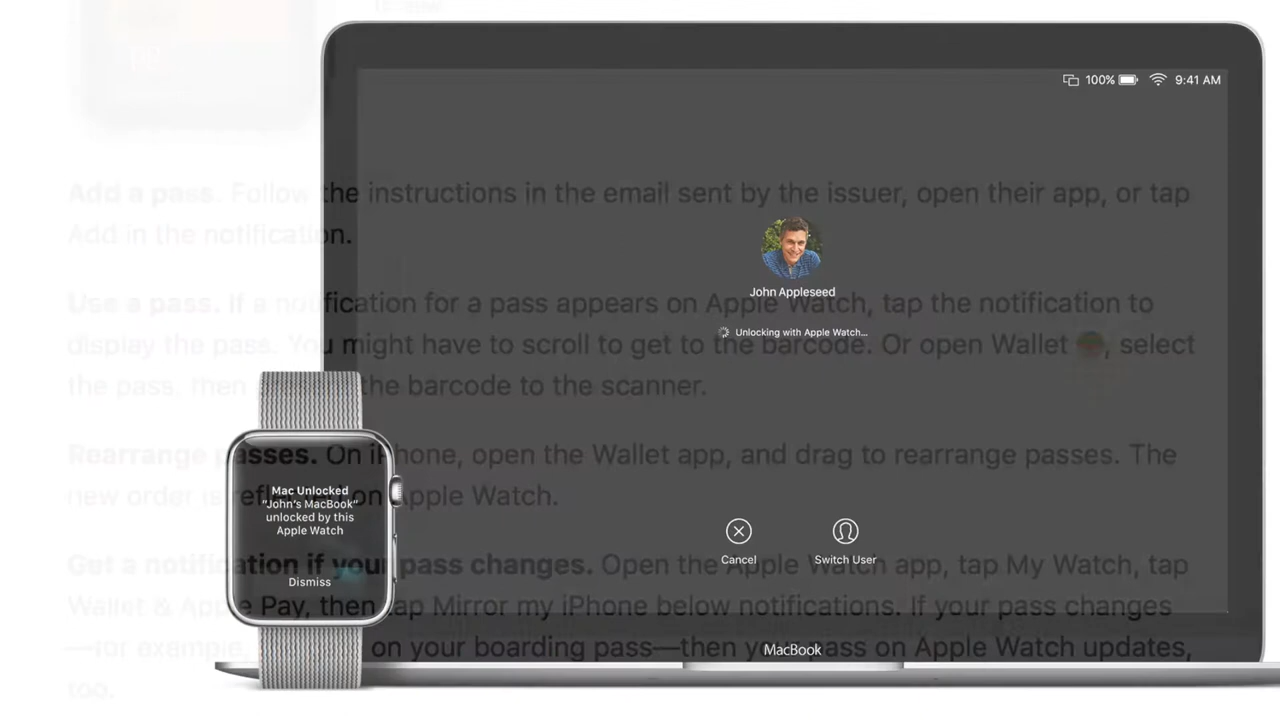 100% 9:41 AM
Add a pass. Follow the instructions in the email sent by the issuer, open their app, or tap
Add in the notification.
John Appleseed
Use a pass. If a notification for a pass appears on Apple Watch, tap the notification to
Unlocking with Apple Watch...
display the pass. You might have to scroll to get to the barcode. Or open Wallet , select
the pass, then the barcode to the scanner.
Rearrange passes. On iPhone, open the Wallet app, and drag to rearrange passes. The
new order is reflected on Apple Watch.
Mac Unlocked
"John's MacBook"
unlocked by this
Apple Watch
Dismiss
Cancel Switch User
Get a notification if your pass changes. Open the Apple Watch app, tap My Watch, tap
Wallet & Apple Pay, then tap Mirror my iPhone below notifications. If your pass changes
—for example, on your boarding pass—then your pass on Apple Watch updates,
too.
MacBook